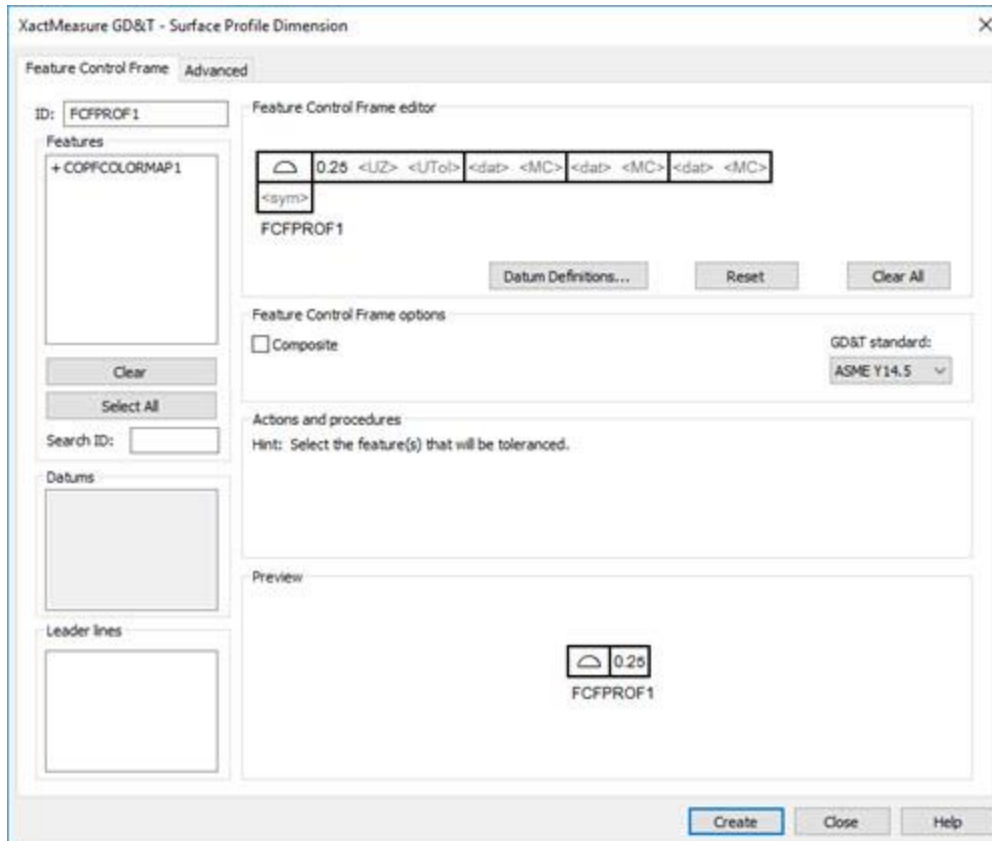 XactMeasure GD&T - Surface Profile Dimension
Feature Control Frame Advanced
ID: FCFPROF1
Features
+ COPFCOLORMAP1
Clear
Select All
Search ID:
Datums
Leader lines
Feature Control Frame editor
0.25 <UZ> <UTol> <dat> <MC> <dat> <MC> <dat> <MC>
<sym>
FCFPROF1
Datum Definitions... Reset Clear All
Feature Control Frame options
Composite
GD&T standard:
ASME Y14.5
Actions and procedures
Hint: Select the feature(s) that will be toleranced.
Preview
0.25
FCFPROF1
Create Close Help